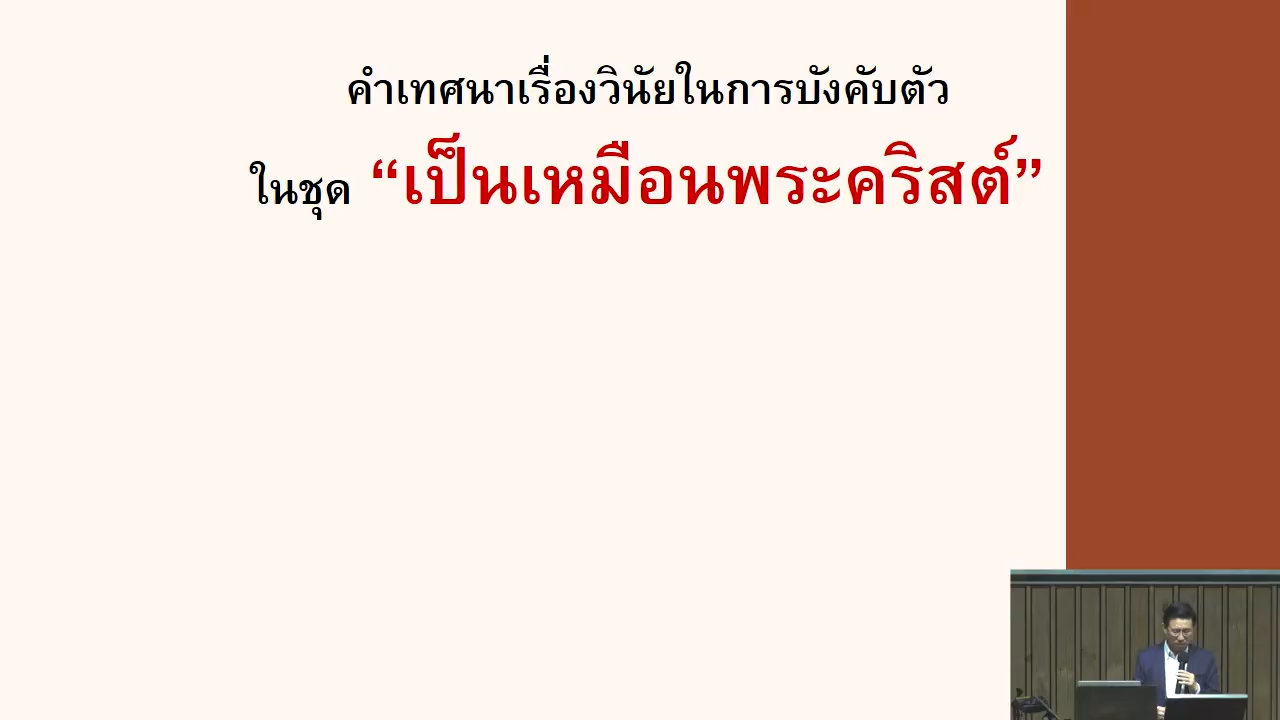 คำเทศนาเรื่องวินัยในการบังคับตัว
ในชุด “เป็นเหมือนพระคริสต์”